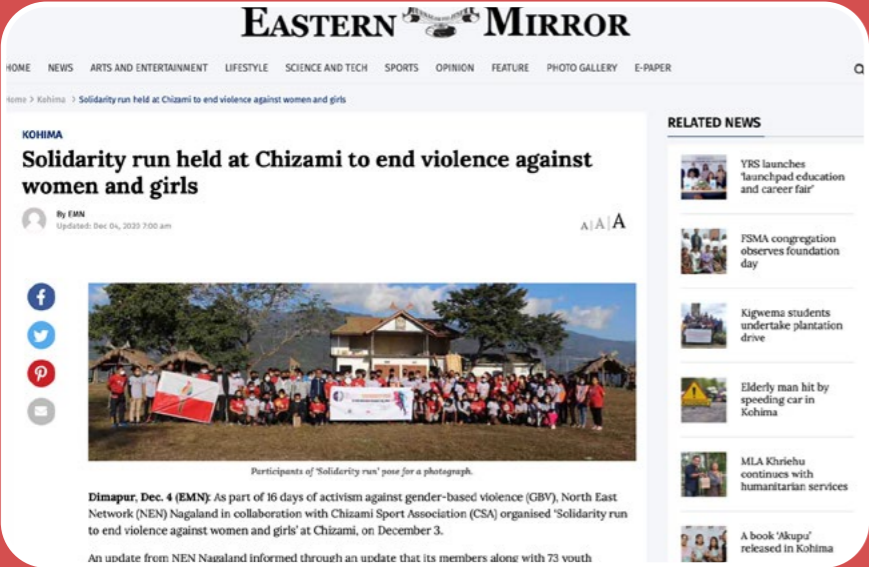 EASTERN MIRROR
HOME NEWS ARTS AND ENTERTAINMENT LIFESTYLE SCIENCE AND TECH SPORTS OPINION FEATURE PHOTO GALLERY E-PAPER
Home > Kohima > Solidarity run held at Chizami to end violence against women and girls
KOHIMA
Solidarity run held at Chizami to end violence against
women and girls
By EMN
Updated: Dec 04, 2020 7:00 am
A|A|A
Participants of 'Solidarity run' pose for a photograph.
Dimapur, Dec. 4 (EMN): As part of 16 days of activism against gender-based violence (GBV), North East
Network (NEN) Nagaland in collaboration with Chizami Sport Association (CSA) organised 'Solidarity run
to end violence against women and girls' at Chizami, on December 3.
An update from NEN Nagaland informed through an update that its members along with 73 youth
RELATED NEWS
YRS launches
'launchpad education
and career fair'
FSMA congregation
observes foundation
day
Kigwema students
undertake plantation
drive
Elderly man hit by
speeding car in
Kohima
MLA Khriehu
continues with
humanitarian services
A book 'Akupu'
released in Kohima